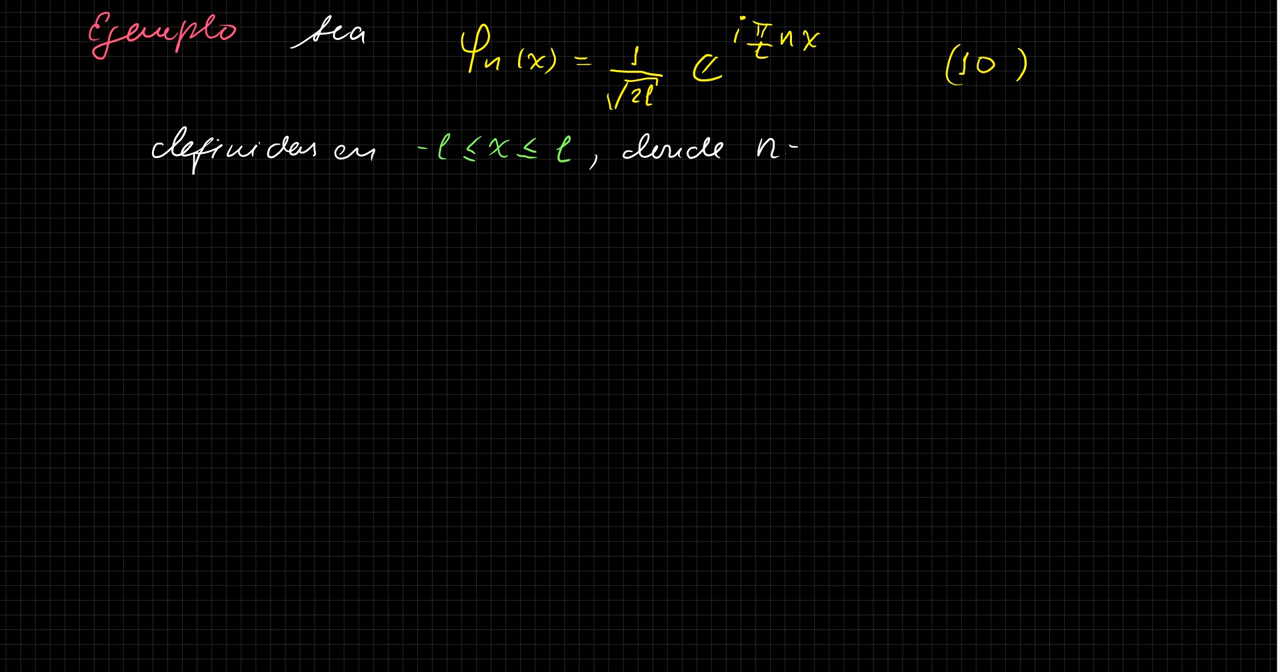 Ejemplo sea φn(x) = 1/√2l e^{i π/l n x} (10)
definidas en -l ≤ x ≤ l, donde n-